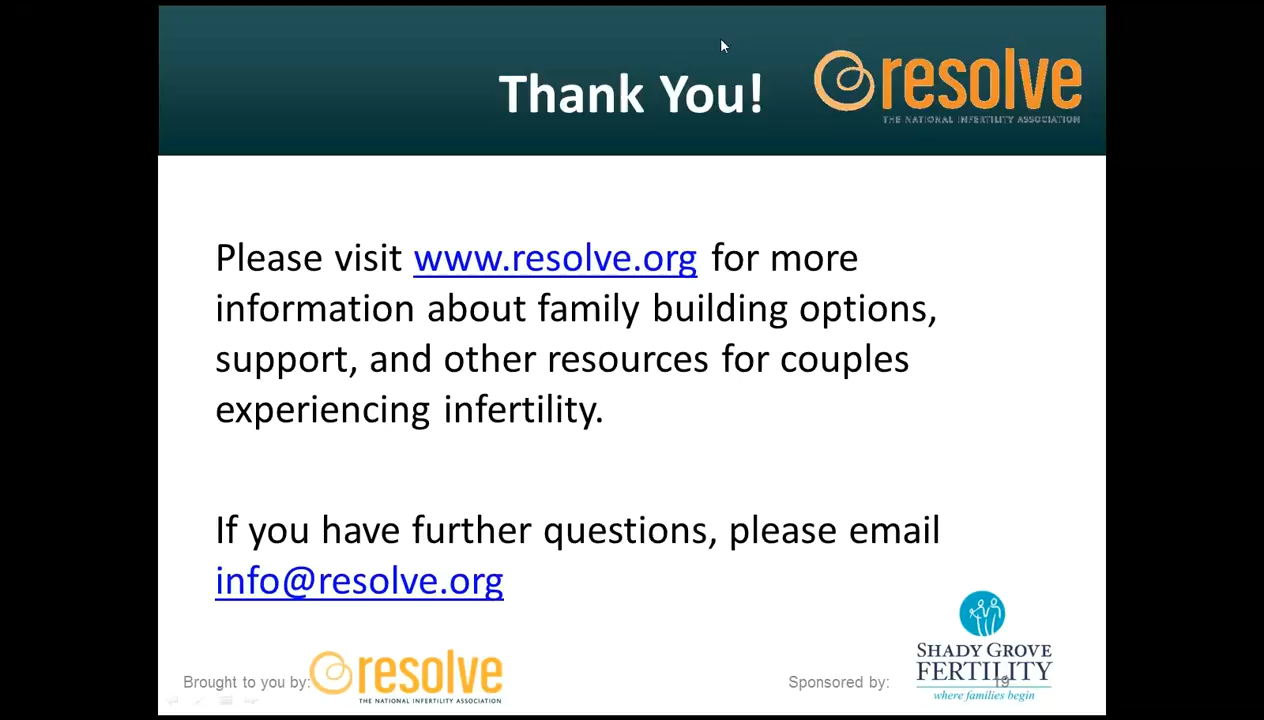 Thank You!
resolve
THE NATIONAL INFERTILITY ASSOCIATION
Please visit www.resolve.org for more
information about family building options,
support, and other resources for couples
experiencing infertility.
If you have further questions, please email
info@resolve.org
Brought to you by:
resolve
THE NATIONAL INFERTILITY ASSOCIATION
Sponsored by:
SHADY GROVE
FERTILITY
19
where families begin